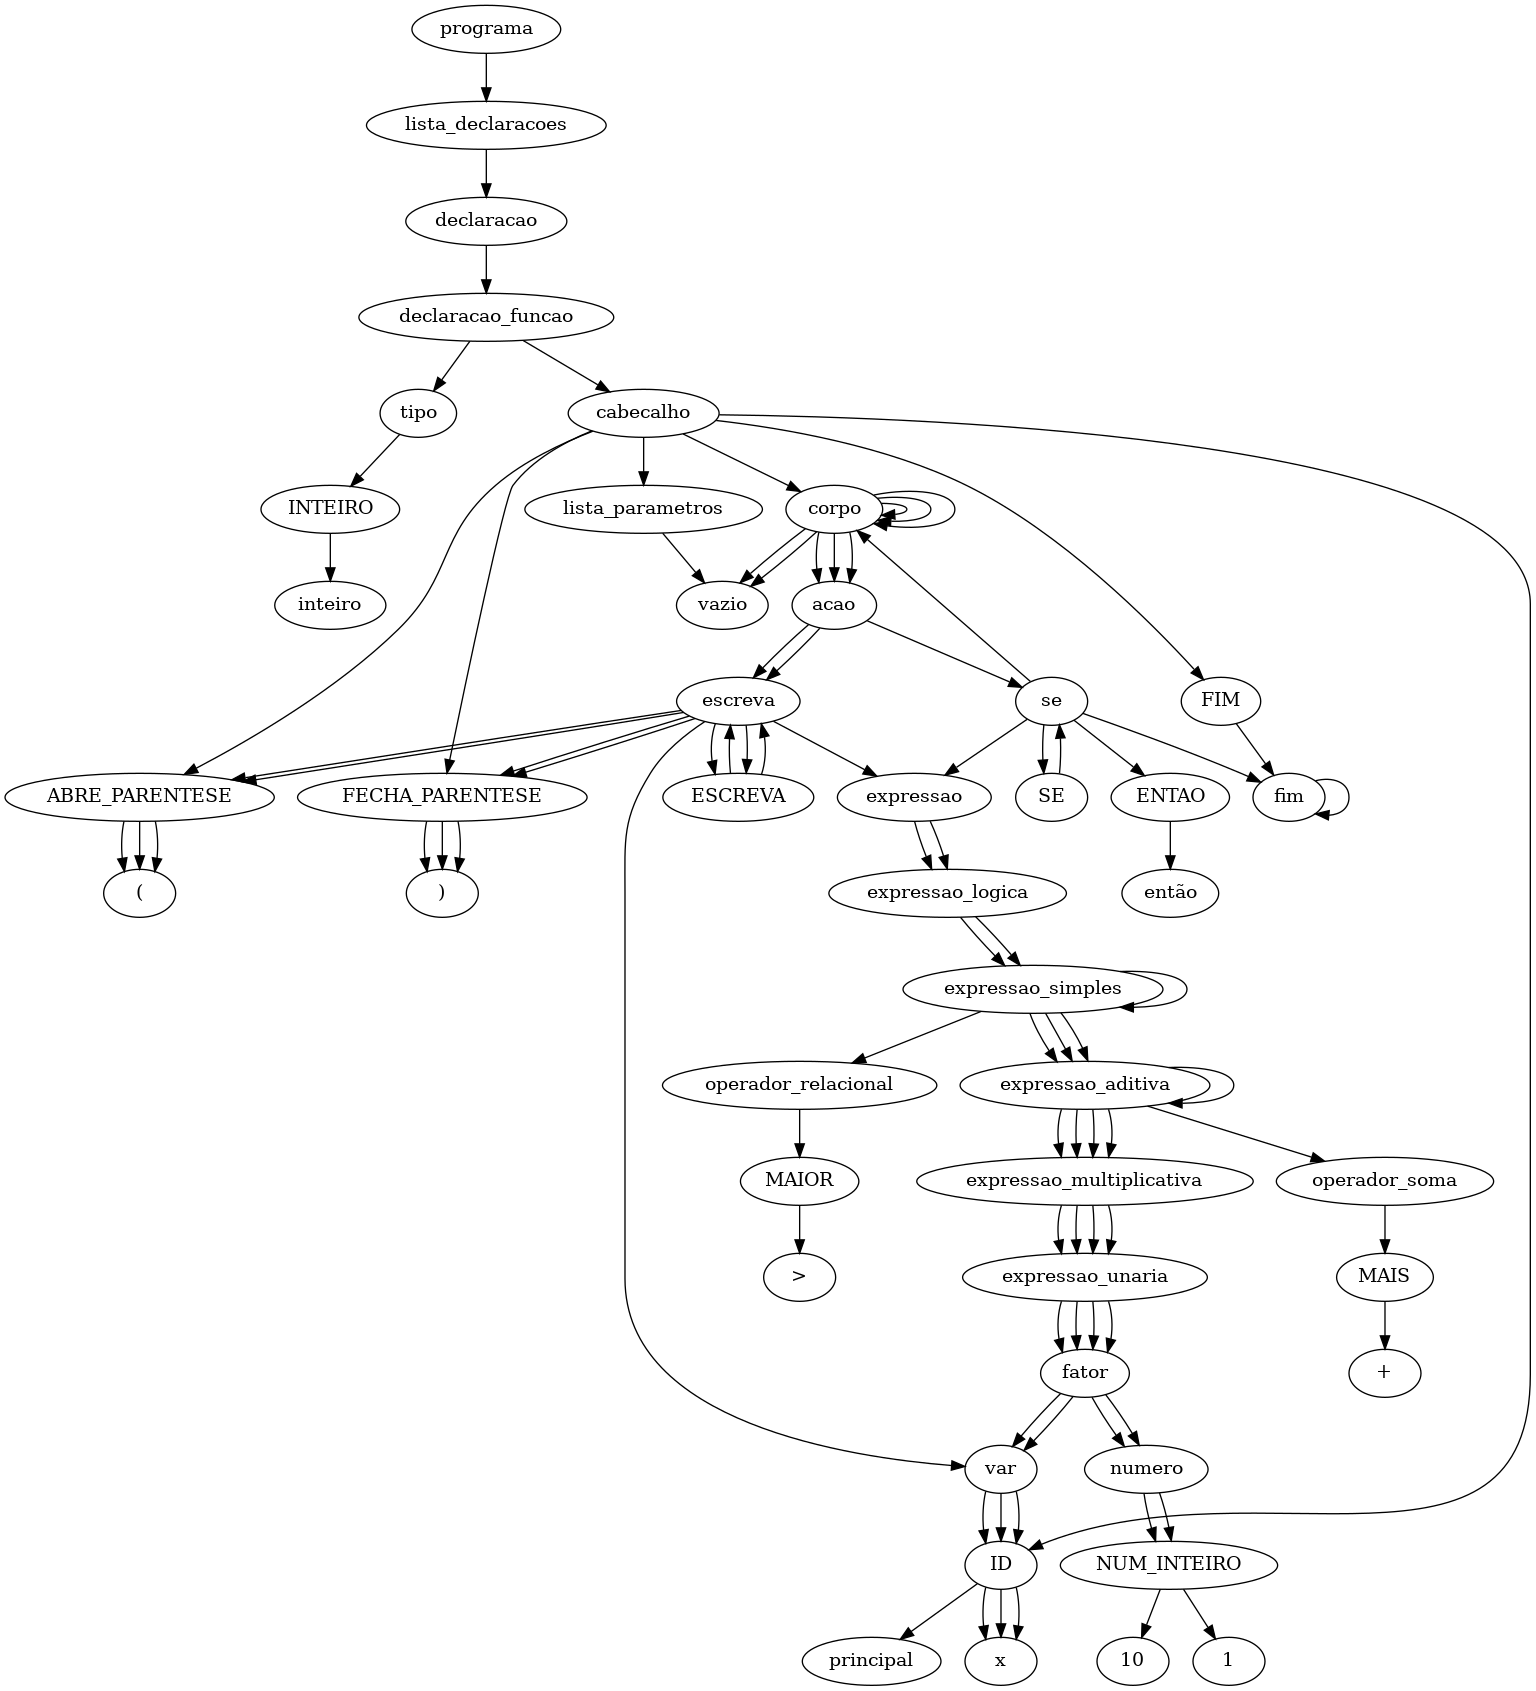 programa
lista_declaracoes
declaracao
declaracao_funcao
tipo
cabecalho
INTEIRO
lista_parametros
corpo
inteiro
vazio
acao
escreva
se
FIM
ABRE_PARENTESE
FECHA_PARENTESE
ESCREVA
expressao
SE
ENTAO
fim
(
)
expressao_logica
então
expressao_simples
operador_relacional
expressao_aditiva
MAIOR
expressao_multiplicativa
operador_soma
>
expressao_unaria
MAIS
fator
+
var
numero
ID
NUM_INTEIRO
principal
x
10
1